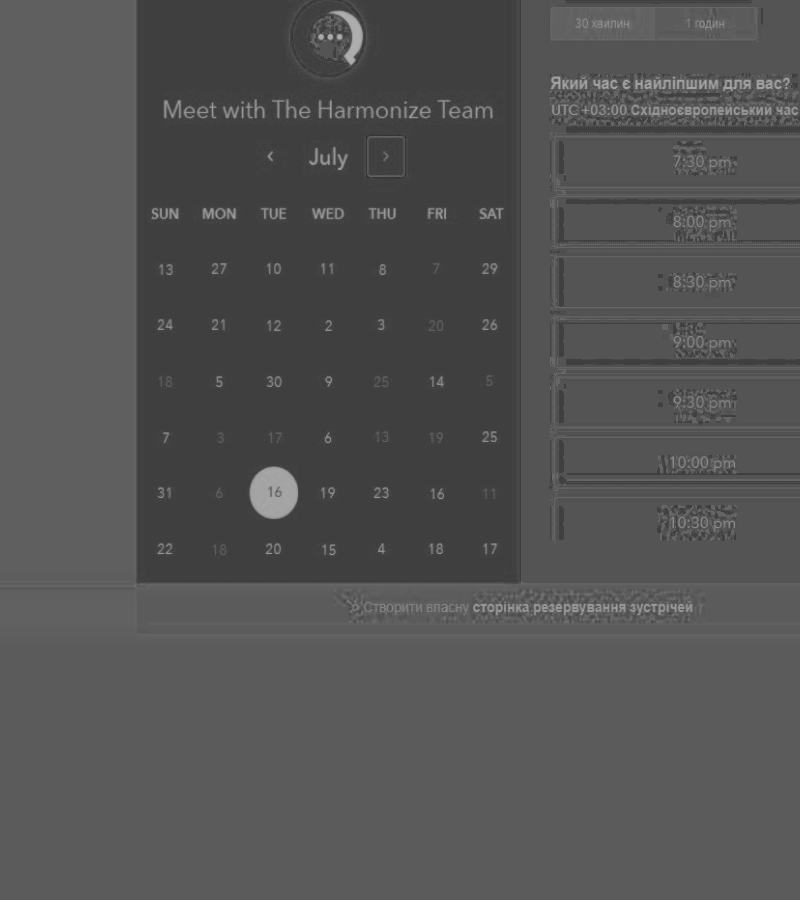 30 хвилин 1 годин
Який час є найліпшим для вас?
UTC +03:00 Східноєвропейський час
Meet with The Harmonize Team
July
SUN MON TUE WED THU FRI SAT
13 27 10 11 8 7 29
24 21 12 2 3 20 26
18 5 30 9 25 14 5
7 3 17 6 13 19 25
31 6 16 19 23 16 11
22 18 20 15 4 18 17
7:30 pm
8:00 pm
8:30 pm
9:00 pm
9:30 pm
10:00 pm
10:30 pm
Створити власну сторінка резервування зустрічей